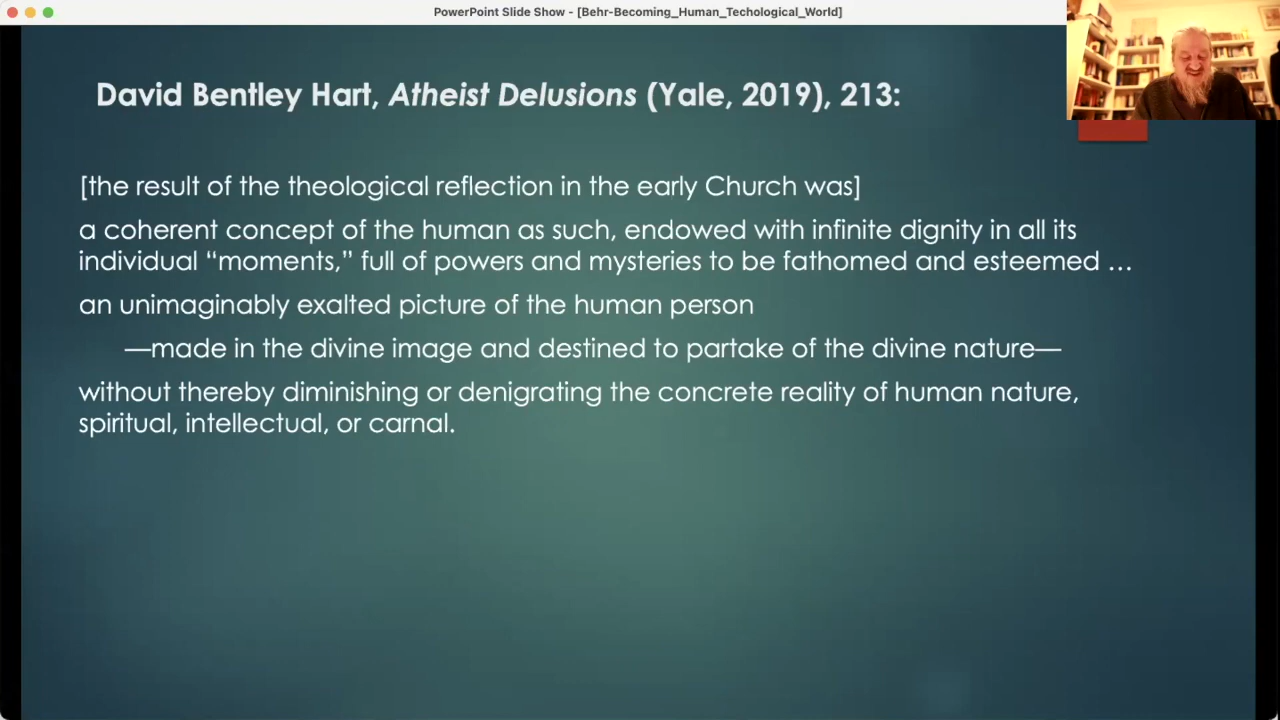 PowerPoint Slide Show - [Behr-Becoming_Human_Techological_World]
David Bentley Hart, Atheist Delusions (Yale, 2019), 213:
[the result of the theological reflection in the early Church was]
a coherent concept of the human as such, endowed with infinite dignity in all its
individual “moments,” full of powers and mysteries to be fathomed and esteemed …
an unimaginably exalted picture of the human person
—made in the divine image and destined to partake of the divine nature—
without thereby diminishing or denigrating the concrete reality of human nature,
spiritual, intellectual, or carnal.